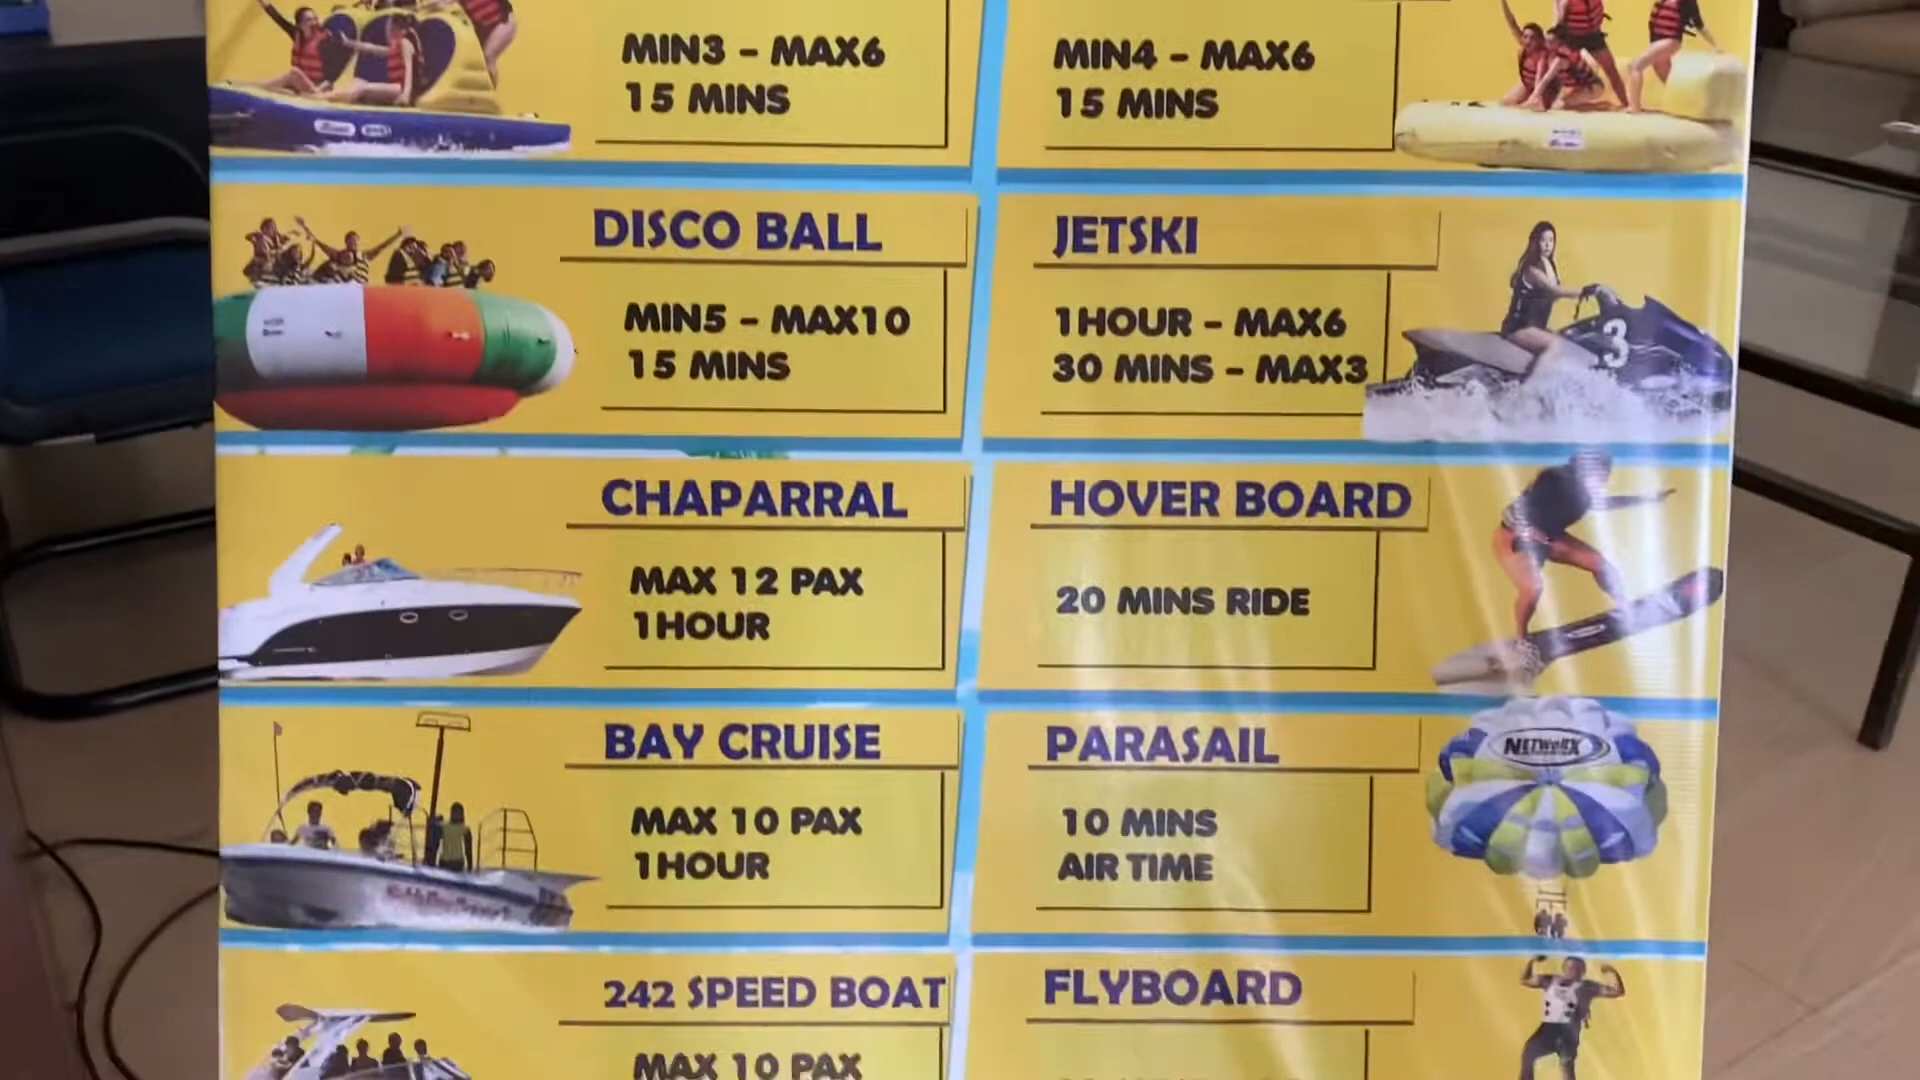 MIN3 - MAX6
15 MINS
MIN4 - MAX6
15 MINS
DISCO BALL
MIN5 - MAX10
15 MINS
JETSKI
1HOUR - MAX6
30 MINS - MAX3
3
CHAPARRAL
MAX 12 PAX
1HOUR
HOVER BOARD
20 MINS RIDE
BAY CRUISE
MAX 10 PAX
1HOUR
PARASAIL
10 MINS
AIR TIME
NETWORX
242 SPEED BOAT
MAX 10 PAX
FLYBOARD